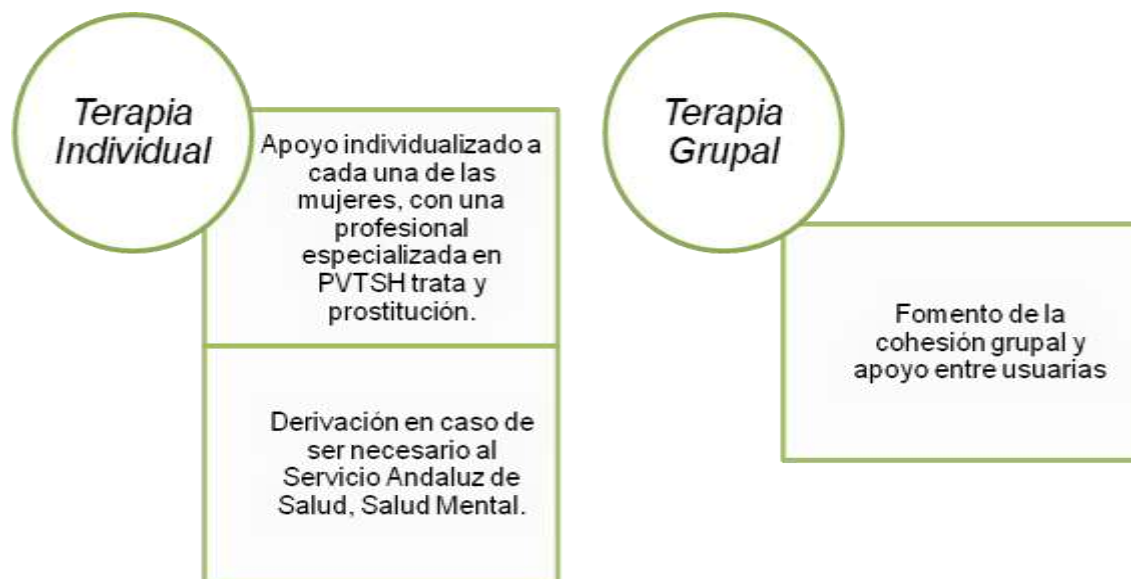 Terapia
Individual
Apoyo individualizado a
cada una de las
mujeres, con una
profesional
especializada en
PVTSH trata y
prostitución.
Derivación en caso de
ser necesario al
Servicio Andaluz de
Salud, Salud Mental.
Terapia
Grupal
Fomento de la
cohesión grupal y
apoyo entre usuarias